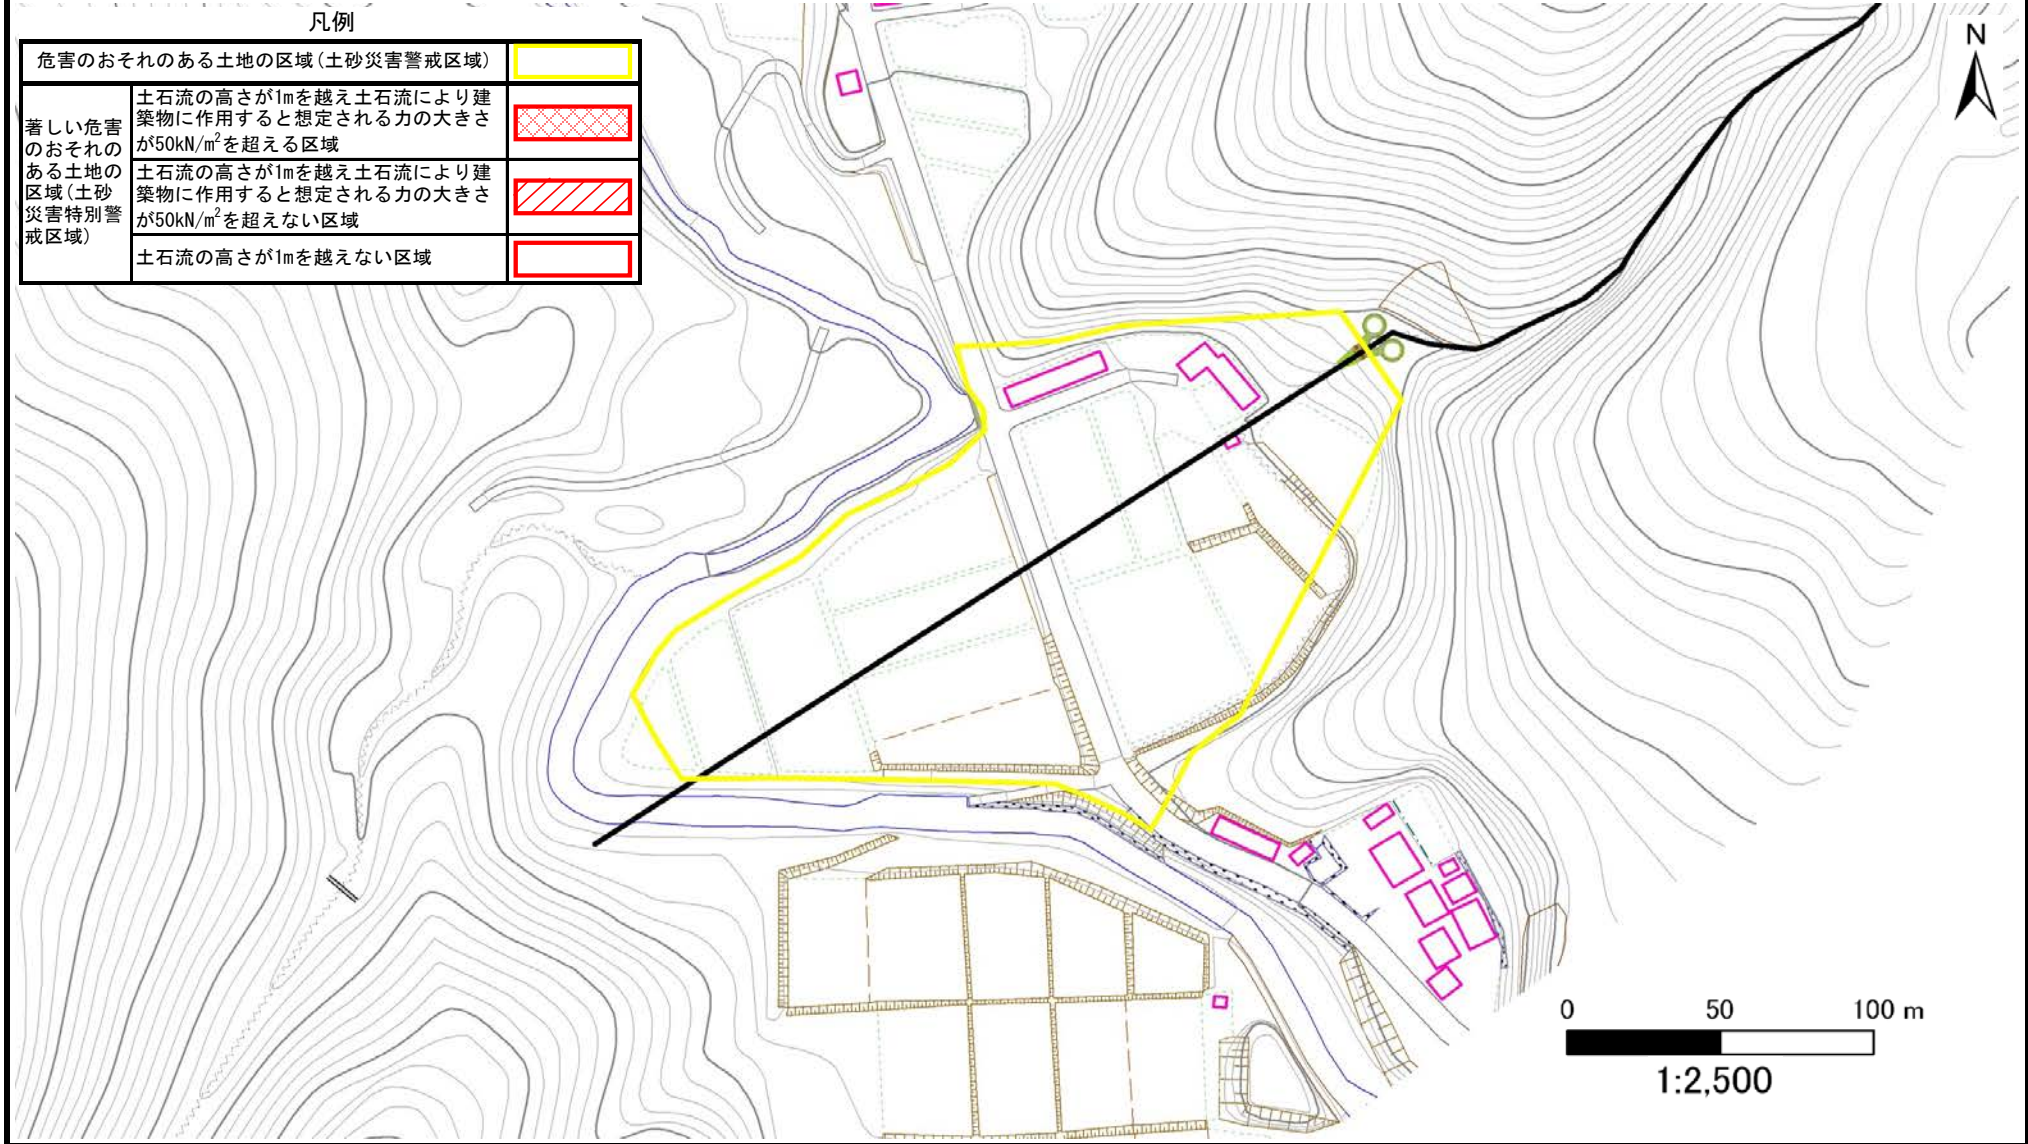 凡例
危害のおそれのある土地の区域(土砂災害警戒区域)
著しい危害
のおそれの
ある土地の
区域(土砂
災害特別警
戒区域)
土石流の高さが1mを越え土石流により建
築物に作用すると想定される力の大きさ
が50kN/m²を超える区域
土石流の高さが1mを越え土石流により建
築物に作用すると想定される力の大きさ
が50kN/m²を超えない区域
土石流の高さが1mを越えない区域
N
0 50 100 m
1:2,500